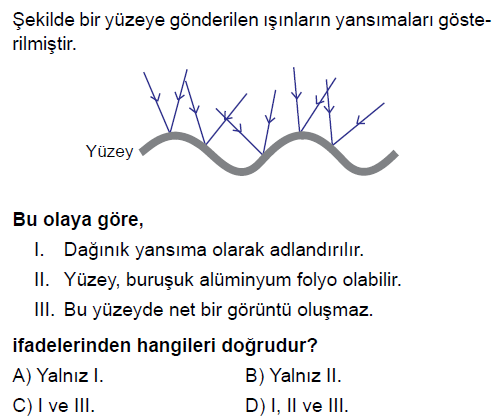 Şekilde bir yüzeye gönderilen ışınların yansımaları göste-
rilmiştir.
Yüzey
Bu olaya göre,
I. Dağınık yansıma olarak adlandırılır.
II. Yüzey, buruşuk alüminyum folyo olabilir.
III. Bu yüzeyde net bir görüntü oluşmaz.
ifadelerinden hangileri doğrudur?
A) Yalnız I. B) Yalnız II.
C) I ve III. D) I, II ve III.